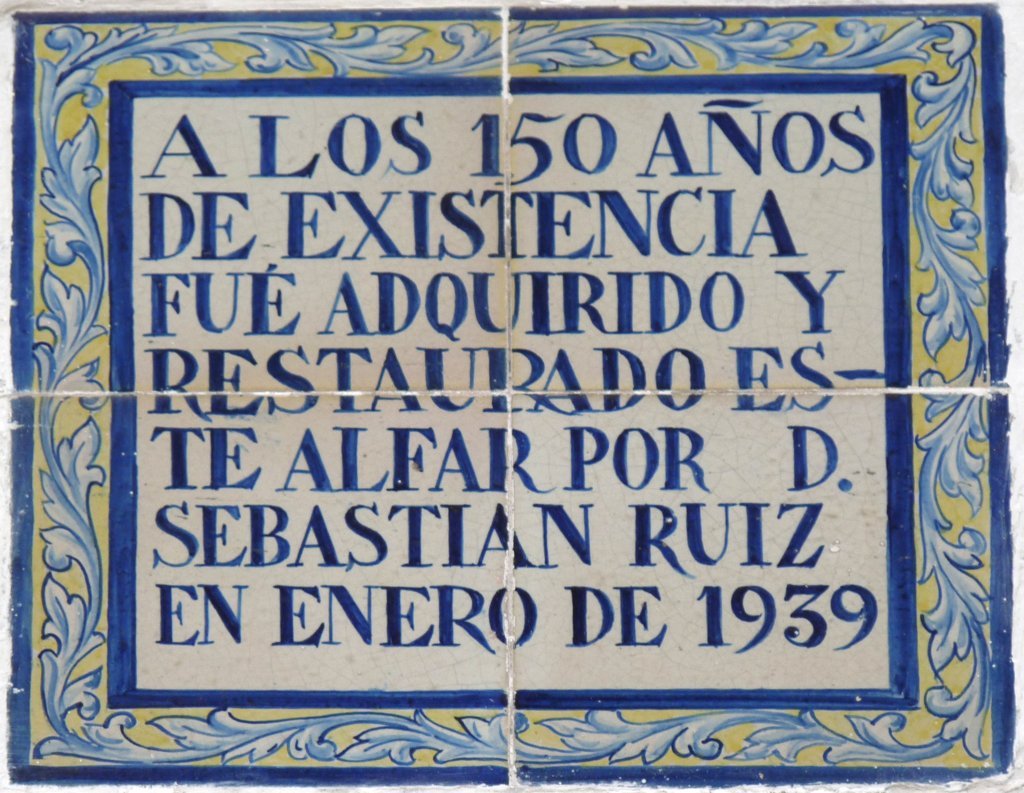 A LOS 150 AÑOS
DE EXISTENCIA
FUÉ ADQUIRIDO Y
RESTAURADO ES-
TE ALFAR POR D.
SEBASTIAN RUIZ
EN ENERO DE 1939